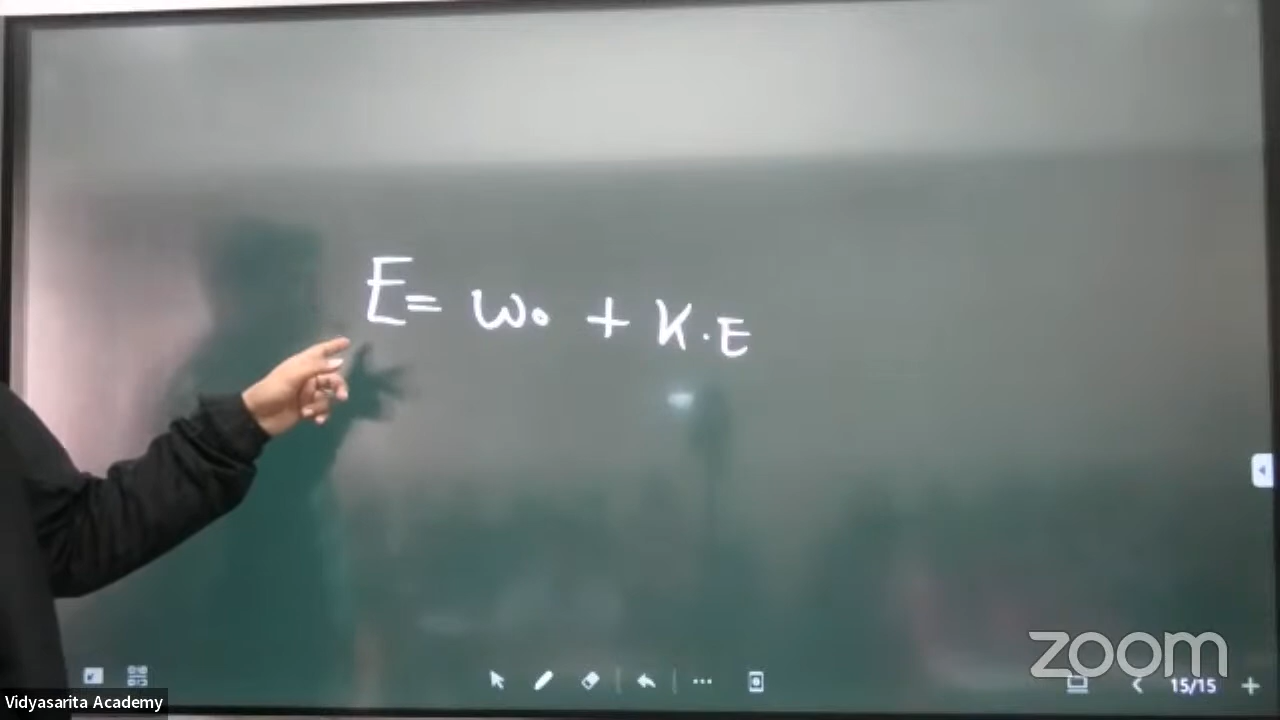 E = W₀ + K.E
zoom
15/15
Vidyasarita Academy